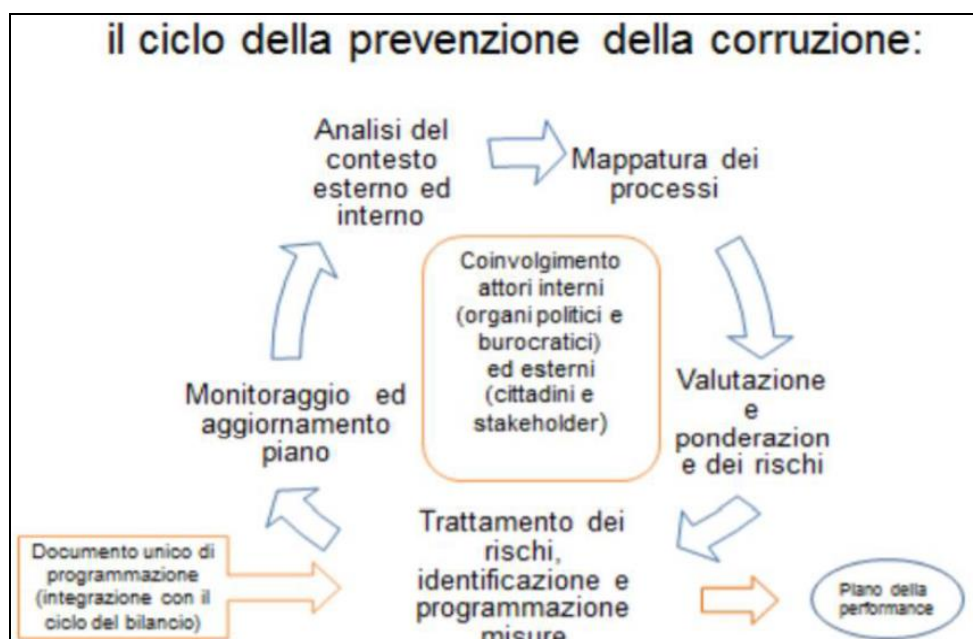 il ciclo della prevenzione della corruzione:
Analisi del
contesto
esterno ed
interno
Mappatura dei
processi
Coinvolgimento
attori interni
(organi politici e
burocratici)
ed esterni
(cittadini e
stakeholder)
Valutazione
e
ponderazion
e dei rischi
Monitoraggio ed
aggiornamento
piano
Trattamento dei
rischi,
identificazione e
programmazione
misure
Documento unico di
programmazione
(integrazione con il
ciclo del bilancio)
Piano della
performance